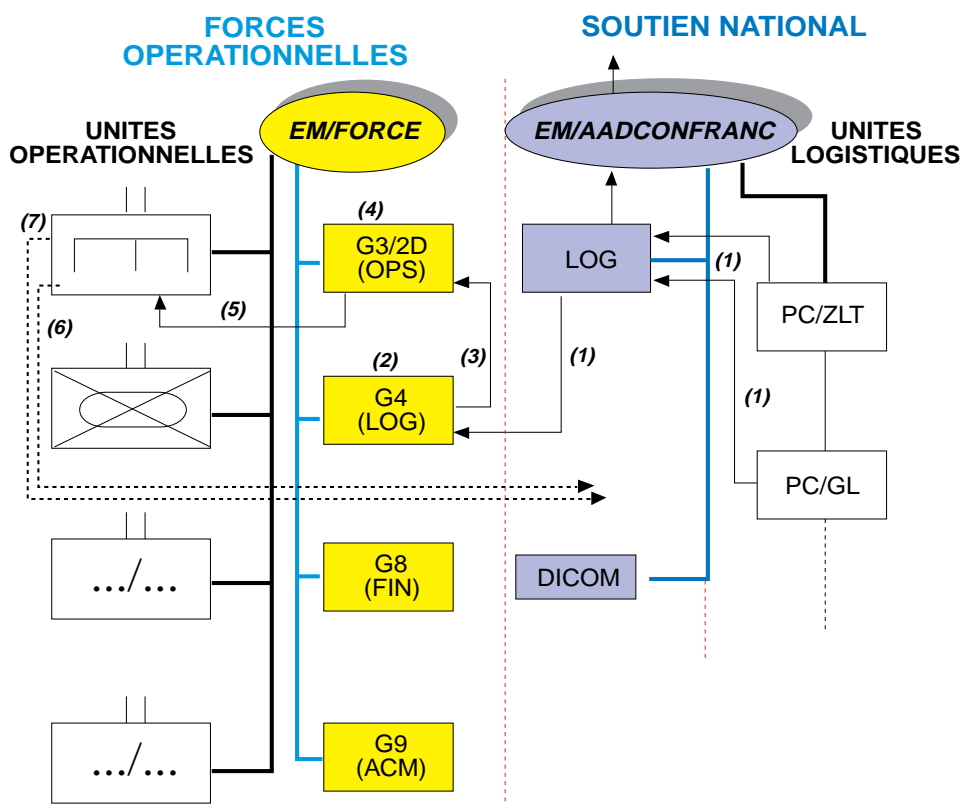 FORCES
OPERATIONNELLES
SOUTIEN NATIONAL
EM/FORCE
EM/AADCONFRANC
UNITES
OPERATIONNELLES
UNITES
LOGISTIQUES
(7)
(4)
G3/2D
(OPS)
LOG
(1)
(5)
(6)
PC/ZLT
(2)
(3)
(1)
G4
(LOG)
(1)
PC/GL
.../...
G8
(FIN)
DICOM
.../...
G9
(ACM)